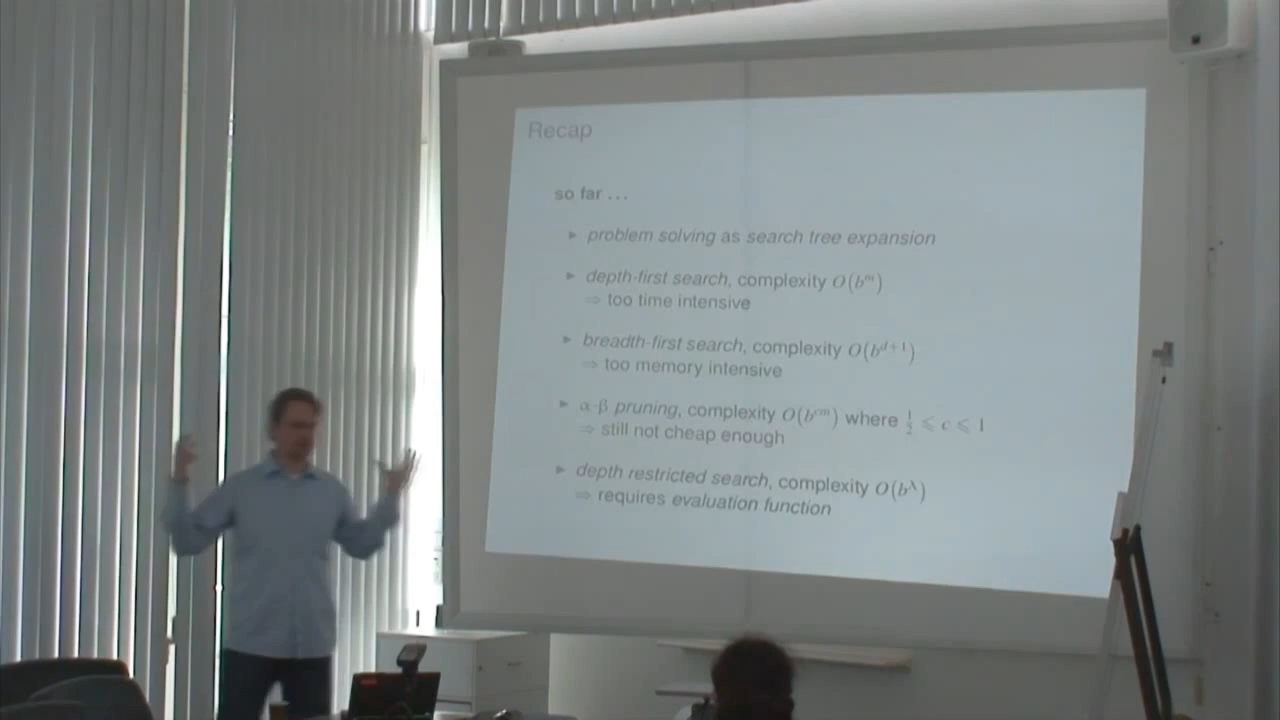 Recap
so far ...
▶ problem solving as search tree expansion
▶ depth-first search, complexity O(b^m)
⇒ too time intensive
▶ breadth-first search, complexity O(b^{d+1})
⇒ too memory intensive
▶ α-β pruning, complexity O(b^{cm}) where 1/2 ⩽ c ⩽ 1
⇒ still not cheap enough
▶ depth restricted search, complexity O(b^λ)
⇒ requires evaluation function